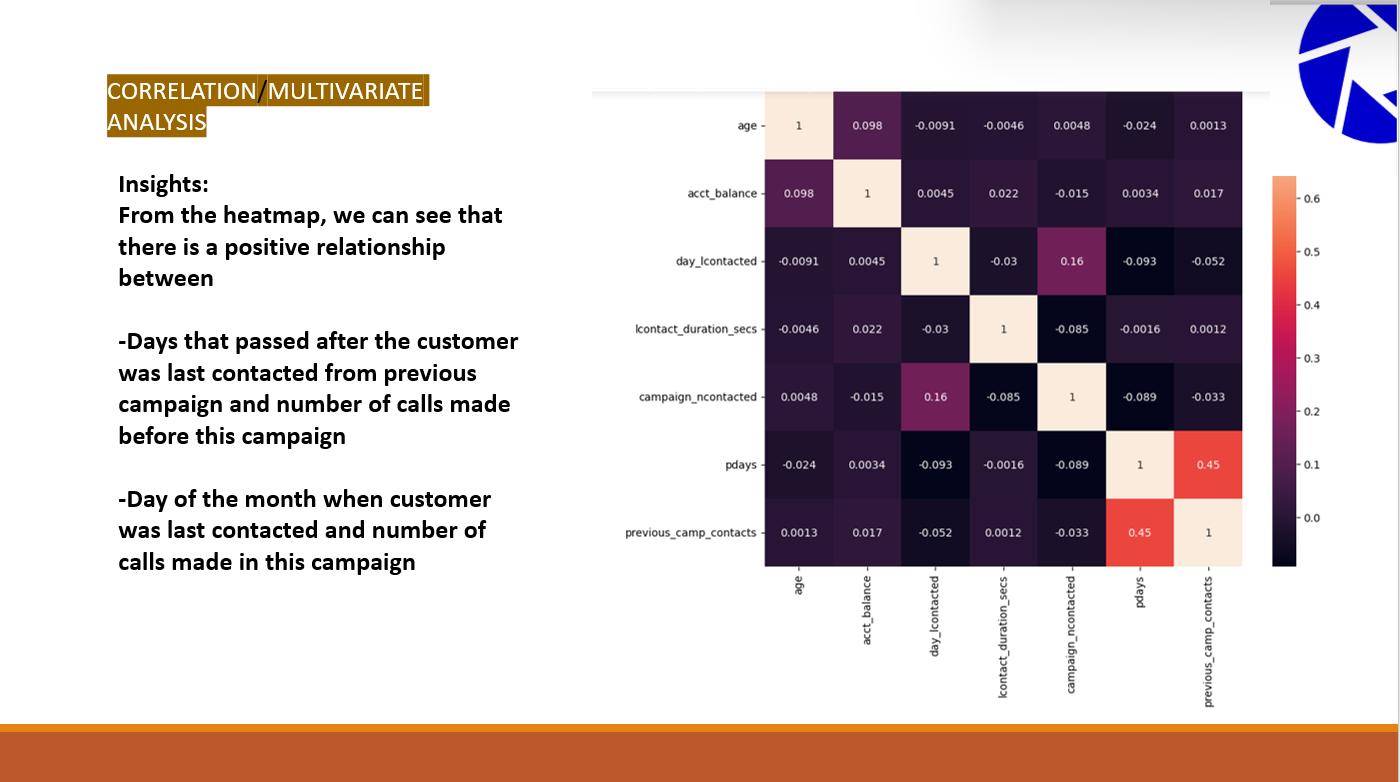 CORRELATION/MULTIVARIATE
ANALYSIS
Insights:
From the heatmap, we can see that
there is a positive relationship
between
-Days that passed after the customer
was last contacted from previous
campaign and number of calls made
before this campaign
-Day of the month when customer
was last contacted and number of
calls made in this campaign
age 1 0.098 -0.0091 -0.0046 0.0048 -0.024 0.0013
acct_balance 0.098 1 0.0045 0.022 -0.015 0.0034 0.017
day_lcontacted -0.0091 0.0045 1 -0.03 0.16 -0.093 -0.052
lcontact_duration_secs -0.0046 0.022 -0.03 1 -0.085 -0.0016 0.0012
campaign_ncontacted 0.0048 -0.015 0.16 -0.085 1 -0.089 -0.033
pdays -0.024 0.0034 -0.093 -0.0016 -0.089 1 0.45
previous_camp_contacts 0.0013 0.017 -0.052 0.0012 -0.033 0.45 1
age
acct_balance
day_lcontacted
lcontact_duration_secs
campaign_ncontacted
pdays
previous_camp_contacts
0.6
0.5
0.4
0.3
0.2
0.1
0.0